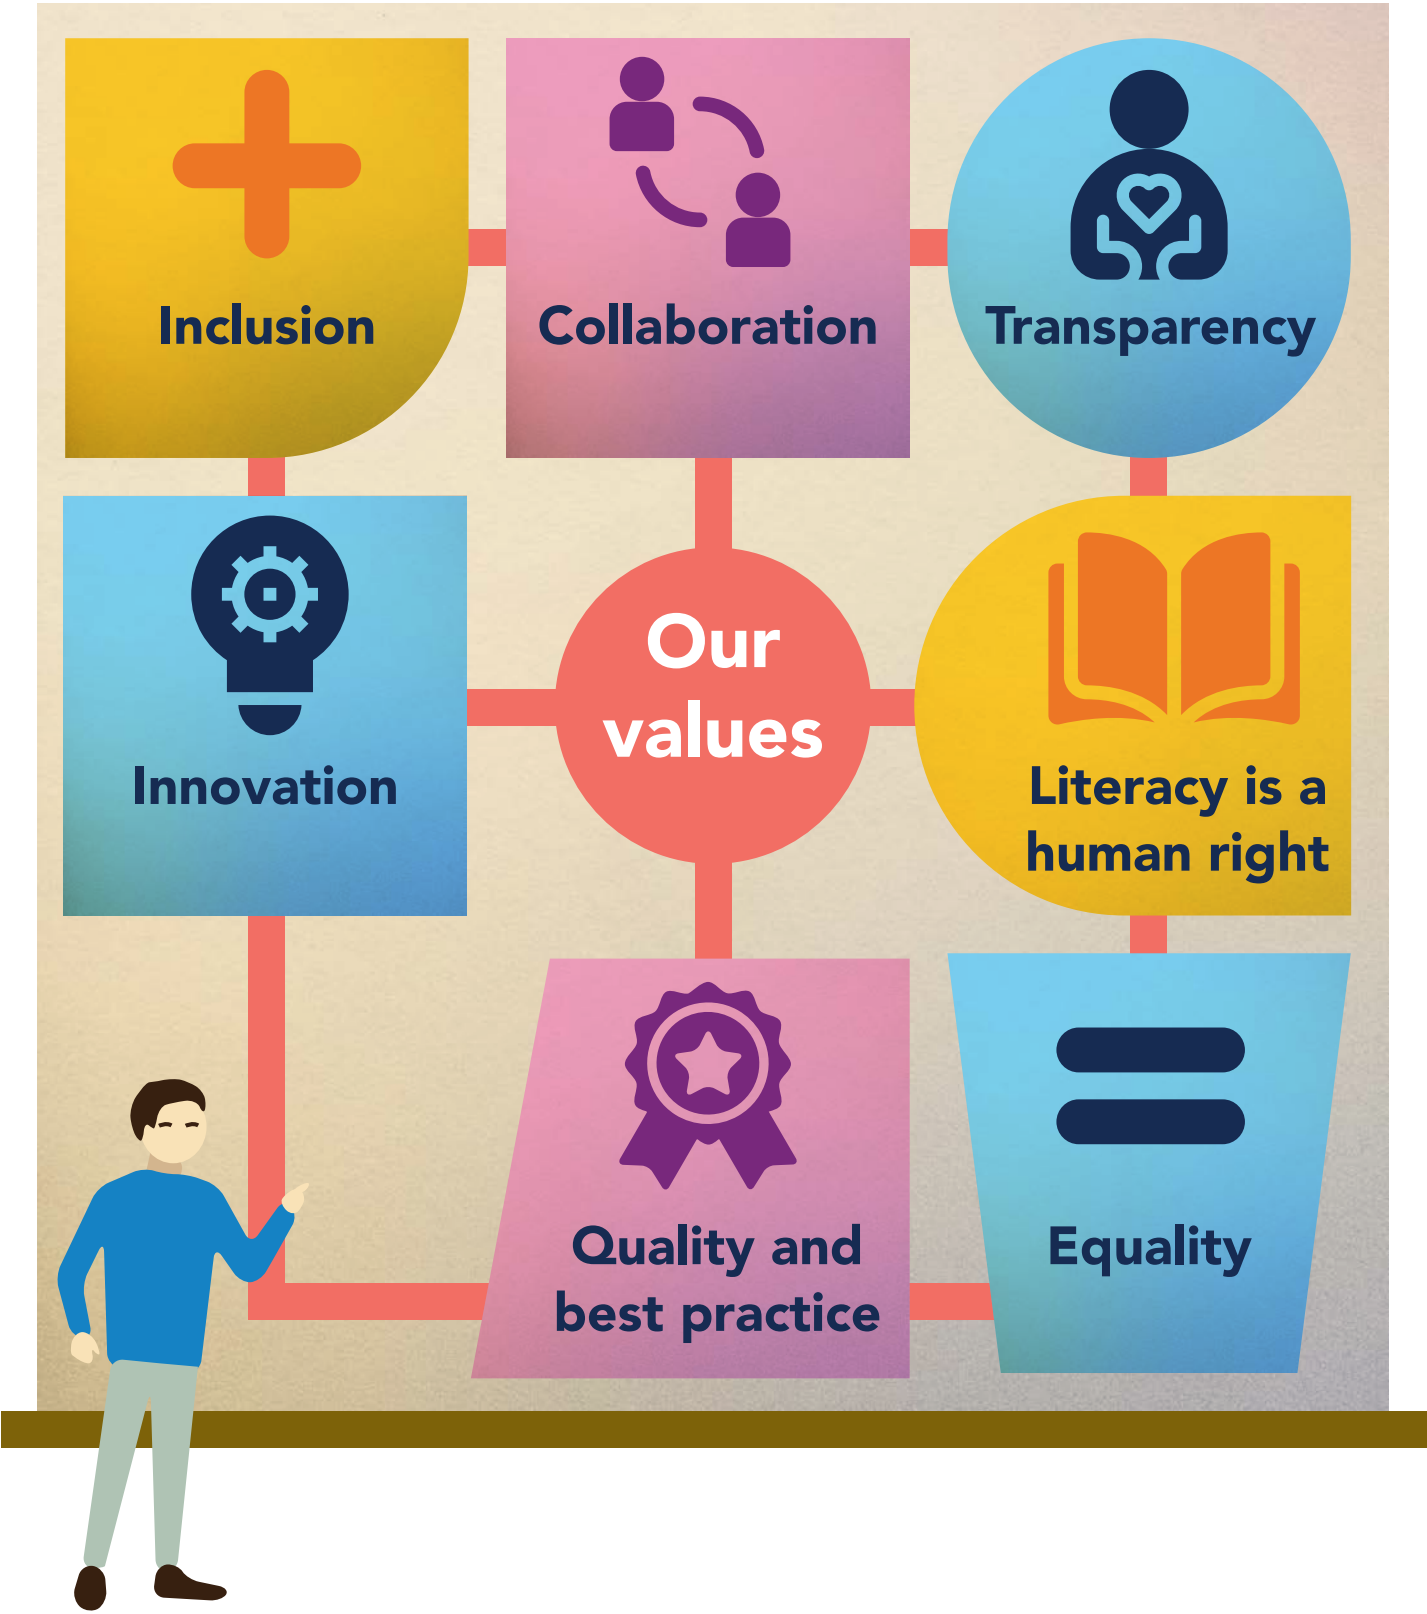 Inclusion
Collaboration
Transparency
Innovation
Our
values
Literacy is a
human right
Quality and
best practice
Equality